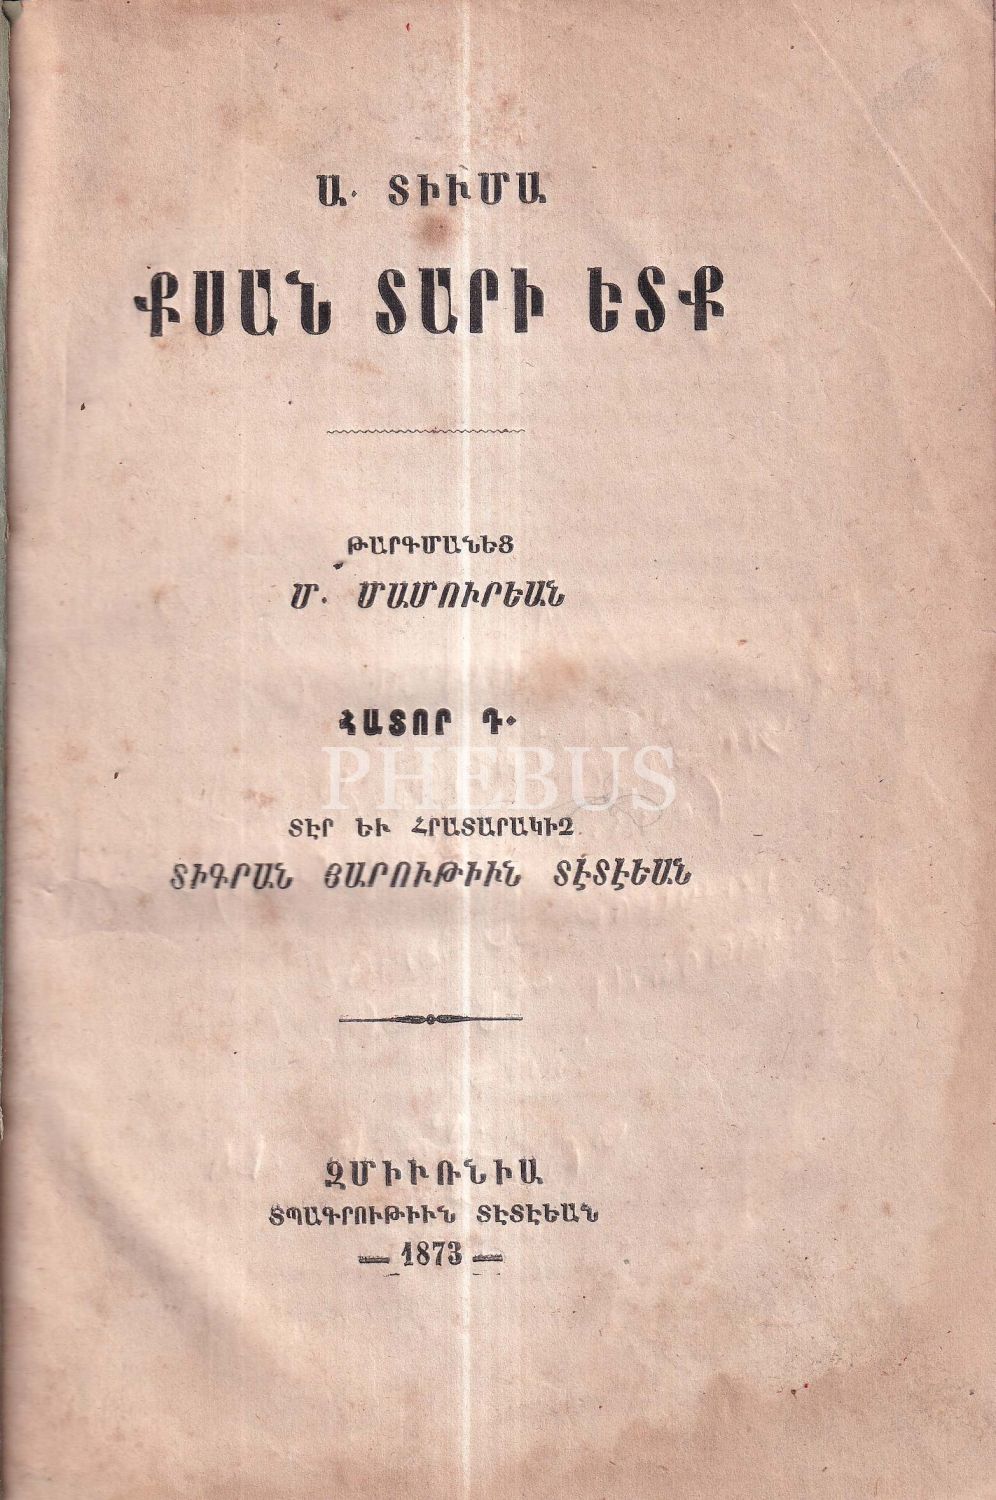 Ա. ՏԻՒՄԱ
ՔՍԱՆ ՏԱՐԻ ԵՏՔ
ԹԱՐԳՄԱՆԵՑ
Մ. ՄԱՄՈՒՐԵԱՆ
ՀԱՏՈՐ Դ.
PHEBUS
ՏԷՐ ԵՒ ՀՐԱՏԱՐԱԿԻՉ
ՏԻԳՐԱՆ ՅԱՐՈՒԹԻՒՆ ՏԷՏԷԵԱՆ
ԶՄԻՒՌՆԻԱ
ՏՊԱԳՐՈՒԹԻՒՆ ՏԷՏԷԵԱՆ
— 1873 —